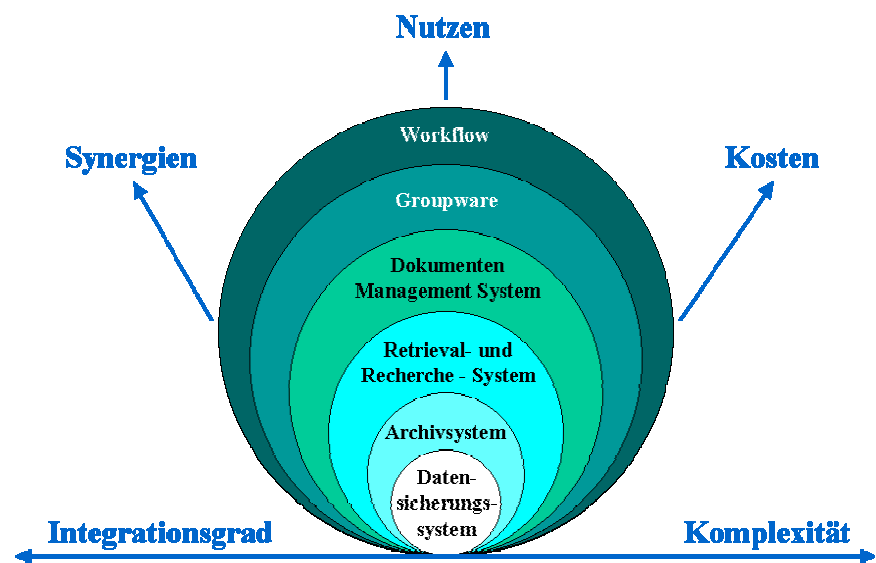 Nutzen
Workflow
Synergien
Kosten
Groupware
Dokumenten
Management System
Retrieval- und
Recherche - System
Archivsystem
Daten-
sicherungs-
system
Integrationsgrad
Komplexität